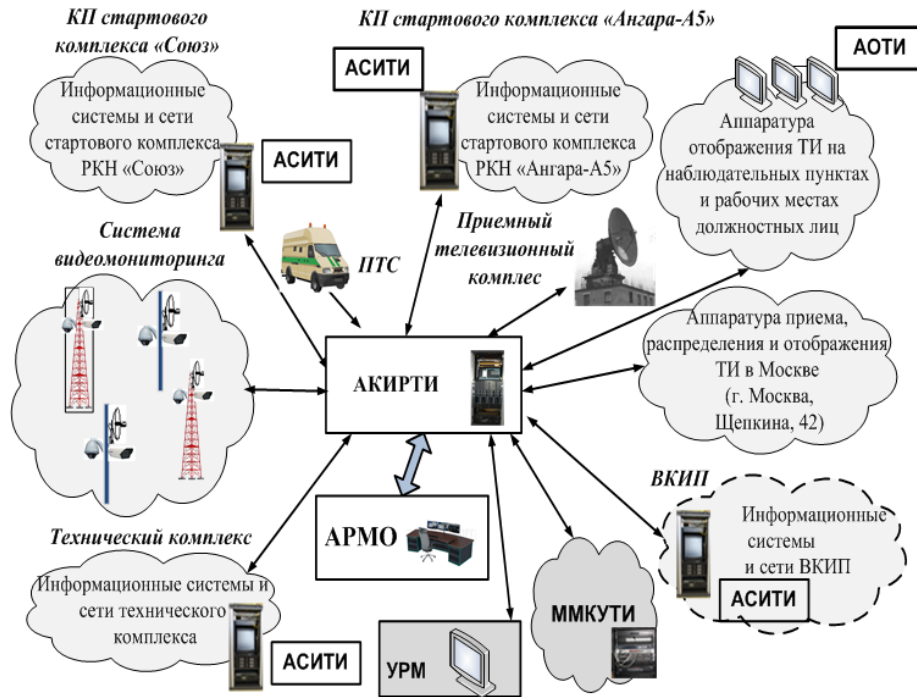 КП стартового
комплекса «Союз»
КП стартового комплекса «Ангара-А5»
АСИТИ
АОТИ
Информационные
системы и сети
стартового комплекса
РКН «Союз»
АСИТИ
Информационные
системы и сети
стартового комплекса
РКН «Ангара-А5»
Аппаратура
отображения ТИ на
наблюдательных пунктах
и рабочих местах
должностных лиц
Система
видеомониторинга
ПТС
Приемный
телевизионный
комплес
АКИРТИ
Аппаратура приема,
распределения и отображения
ТИ в Москве
(г. Москва,
Щепкина, 42)
АРМО
ВКИП
Информационные
системы
и сети ВКИП
АСИТИ
Технический комплекс
Информационные системы и
сети технического
комплекса
АСИТИ
УРМ
ММКУТИ